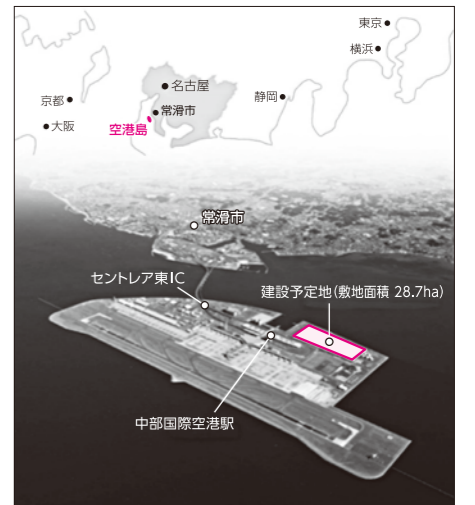 東京
横浜
名古屋
京都
静岡
常滑市
大阪
空港島
常滑市
セントレア東IC
建設予定地(敷地面積 28.7ha)
中部国際空港駅